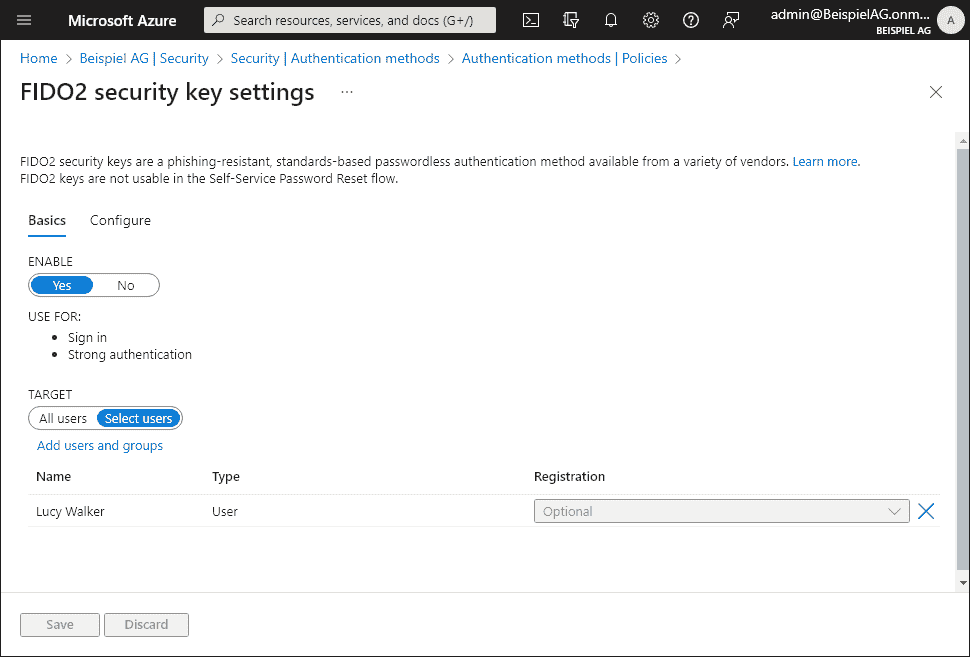 Microsoft Azure
Search resources, services, and docs (G+/)
admin@BeispielAG.onm...
BEISPIEL AG
A
Home > Beispiel AG | Security > Security | Authentication methods > Authentication methods | Policies >
FIDO2 security key settings ...
FIDO2 security keys are a phishing-resistant, standards-based passwordless authentication method available from a variety of vendors. Learn more.
FIDO2 keys are not usable in the Self-Service Password Reset flow.
Basics Configure
ENABLE
Yes No
USE FOR:
• Sign in
• Strong authentication
TARGET
All users Select users
Add users and groups
Name Type Registration
Lucy Walker User Optional
Save Discard